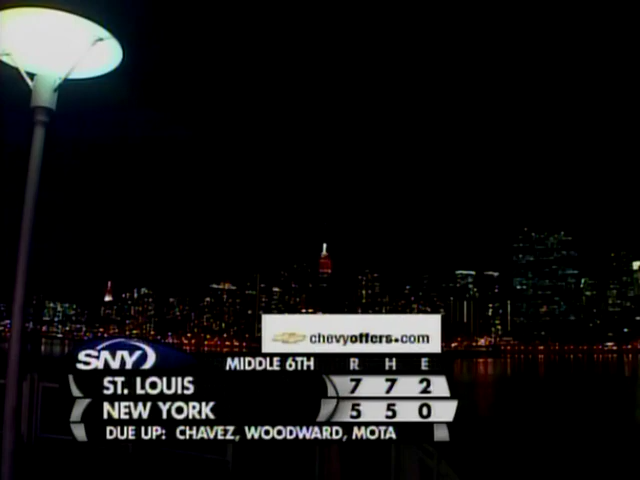 chevyoffers.com
SNY MIDDLE 6TH R H E
ST. LOUIS 7 7 2
NEW YORK 5 5 0
DUE UP: CHAVEZ, WOODWARD, MOTA